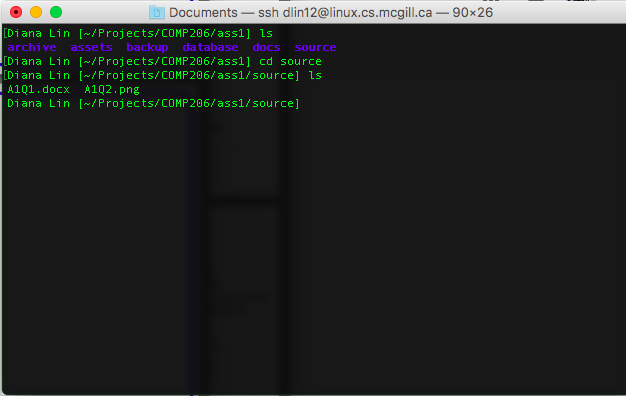 Documents — ssh dlin12@linux.cs.mcgill.ca — 90×26
[Diana Lin [~/Projects/COMP206/ass1] ls
archive assets backup database docs source
[Diana Lin [~/Projects/COMP206/ass1] cd source
[Diana Lin [~/Projects/COMP206/ass1/source] ls
A1Q1.docx A1Q2.png
Diana Lin [~/Projects/COMP206/ass1/source]